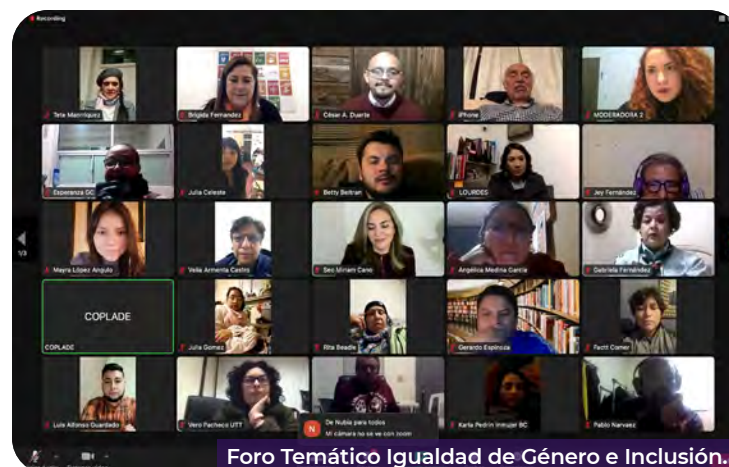 Recording
Tete Manriquez
Brigida Fernandez
César A. Duarte
iPhone
MODERADORA 2
Esperanza GC
Julia Celeste
Betty Beltran
LOURDES
Jey Fernández
1/3
Mayra López Angulo
Velia Armenta Castro
Sec Miriam Cano
Angélica Medina García
Gabriela Fernández
COPLADE
COPLADE
Julia Gomez
Rita Beadle
Gerardo Espinoza
Luis Alfonso Guardado
Vero Pacheco UTT
N
De Nubia para todos
Mi cámara no se ve con zoom
Karla Pedrin Inmujer BC
Pablo Narvaez
Foro Temático Igualdad de Género e Inclusión.